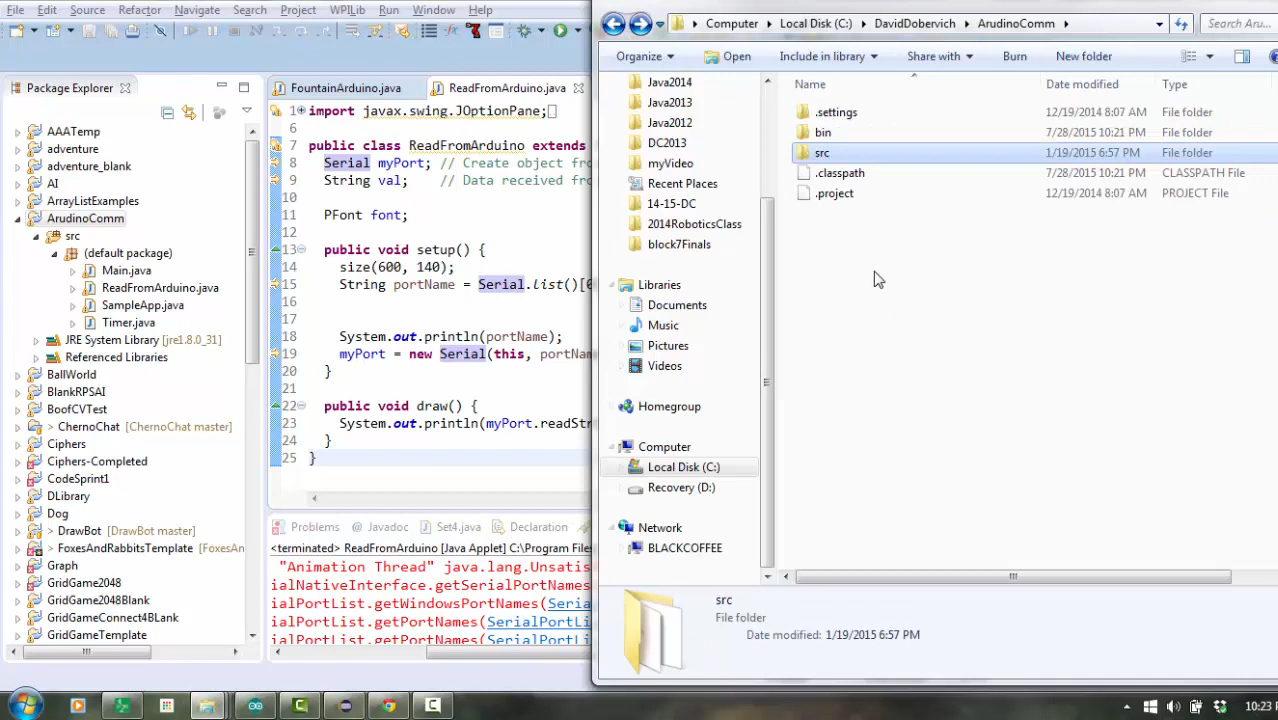 File Edit Source Refactor Navigate Search Project WPILib Run Window Help
Package Explorer
AAATemp
adventure
adventure_blank
AI
ArrayListExamples
ArudinoComm
src
(default package)
Main.java
ReadFromArduino.java
SampleApp.java
Timer.java
JRE System Library [jre1.8.0_31]
Referenced Libraries
BallWorld
BlankRPSAI
BoofCVTest
> ChernoChat [ChernoChat master]
Ciphers
Ciphers-Completed
CodeSprint1
DLibrary
Dog
> DrawBot [DrawBot master]
> FoxesAndRabbitsTemplate [FoxesAn
Graph
GridGame2048
GridGame2048Blank
GridGameConnect4BLank
GridGameTemplate
FountainArduino.java ReadFromArduino.java
1 import javax.swing.JOptionPane;
6
7 public class ReadFromArduino extends
8 Serial myPort; // Create object fro
9 String val; // Data received fro
10
11 PFont font;
12
13 public void setup() {
14 size(600, 140);
15 String portName = Serial.list()[0
16
17
18 System.out.println(portName);
19 myPort = new Serial(this, portNa
20 }
21
22 public void draw() {
23 System.out.println(myPort.readStr
24 }
25 }
Problems @ Javadoc Set4.java Declaration
<terminated> ReadFromArduino [Java Applet] C:\Program Files
"Animation Thread" java.lang.Unsatis
ialNativeInterface.getSerialPortNames
ialPortList.getWindowsPortNames(Seria
ialPortList.getPortNames(SerialPortLi
ialPortList.getPortNames(SerialPortLi
Computer Local Disk (C:) DavidDobervich ArudinoComm
Search Aru
Organize Open Include in library Share with Burn New folder
Java2014
Java2013
Java2012
DC2013
myVideo
Recent Places
14-15-DC
2014RoboticsClass
block7Finals
Libraries
Documents
Music
Pictures
Videos
Homegroup
Computer
Local Disk (C:)
Recovery (D:)
Network
BLACKCOFFEE
Name Date modified Type
.settings 12/19/2014 8:07 AM File folder
bin 7/28/2015 10:21 PM File folder
src 1/19/2015 6:57 PM File folder
.classpath 7/28/2015 10:21 PM CLASSPATH File
.project 12/19/2014 8:07 AM PROJECT File
src
File folder
Date modified: 1/19/2015 6:57 PM
10:23